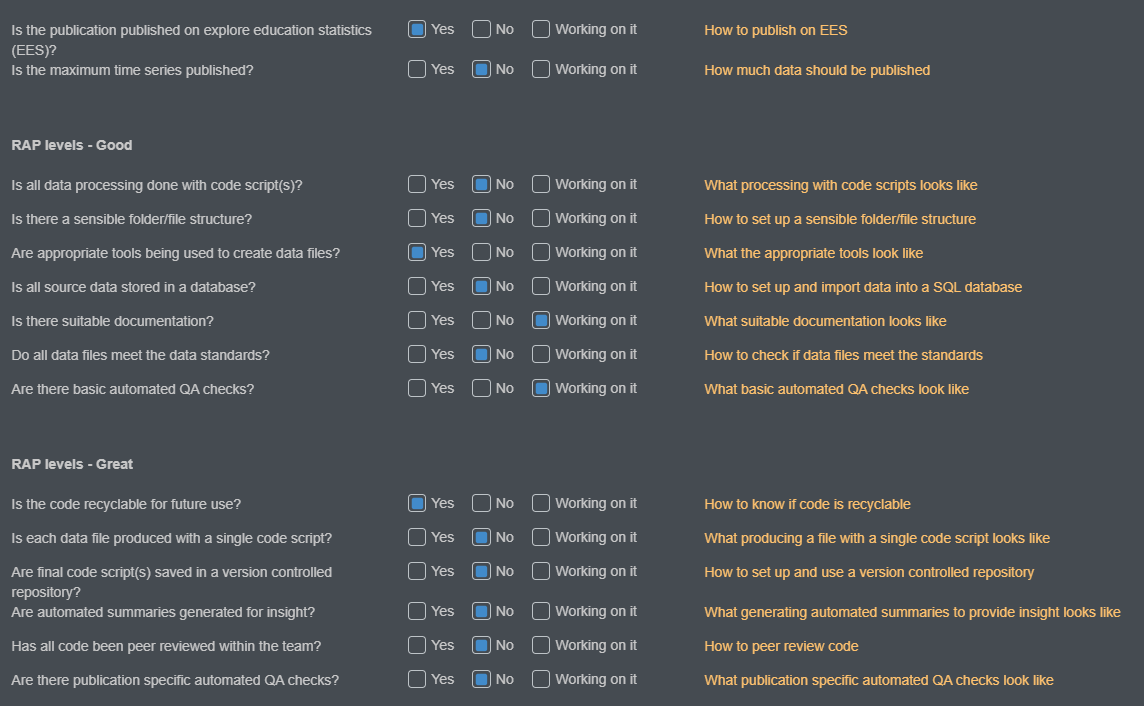 Is the publication published on explore education statistics Yes No Working on it How to publish on EES
(EES)?
Is the maximum time series published? Yes No Working on it How much data should be published
RAP levels - Good
Is all data processing done with code script(s)? Yes No Working on it What processing with code scripts looks like
Is there a sensible folder/file structure? Yes No Working on it How to set up a sensible folder/file structure
Are appropriate tools being used to create data files? Yes No Working on it What the appropriate tools look like
Is all source data stored in a database? Yes No Working on it How to set up and import data into a SQL database
Is there suitable documentation? Yes No Working on it What suitable documentation looks like
Do all data files meet the data standards? Yes No Working on it How to check if data files meet the standards
Are there basic automated QA checks? Yes No Working on it What basic automated QA checks look like
RAP levels - Great
Is the code recyclable for future use? Yes No Working on it How to know if code is recyclable
Is each data file produced with a single code script? Yes No Working on it What producing a file with a single code script looks like
Are final code script(s) saved in a version controlled Yes No Working on it How to set up and use a version controlled repository
repository?
Are automated summaries generated for insight? Yes No Working on it What generating automated summaries to provide insight looks like
Has all code been peer reviewed within the team? Yes No Working on it How to peer review code
Are there publication specific automated QA checks? Yes No Working on it What publication specific automated QA checks look like